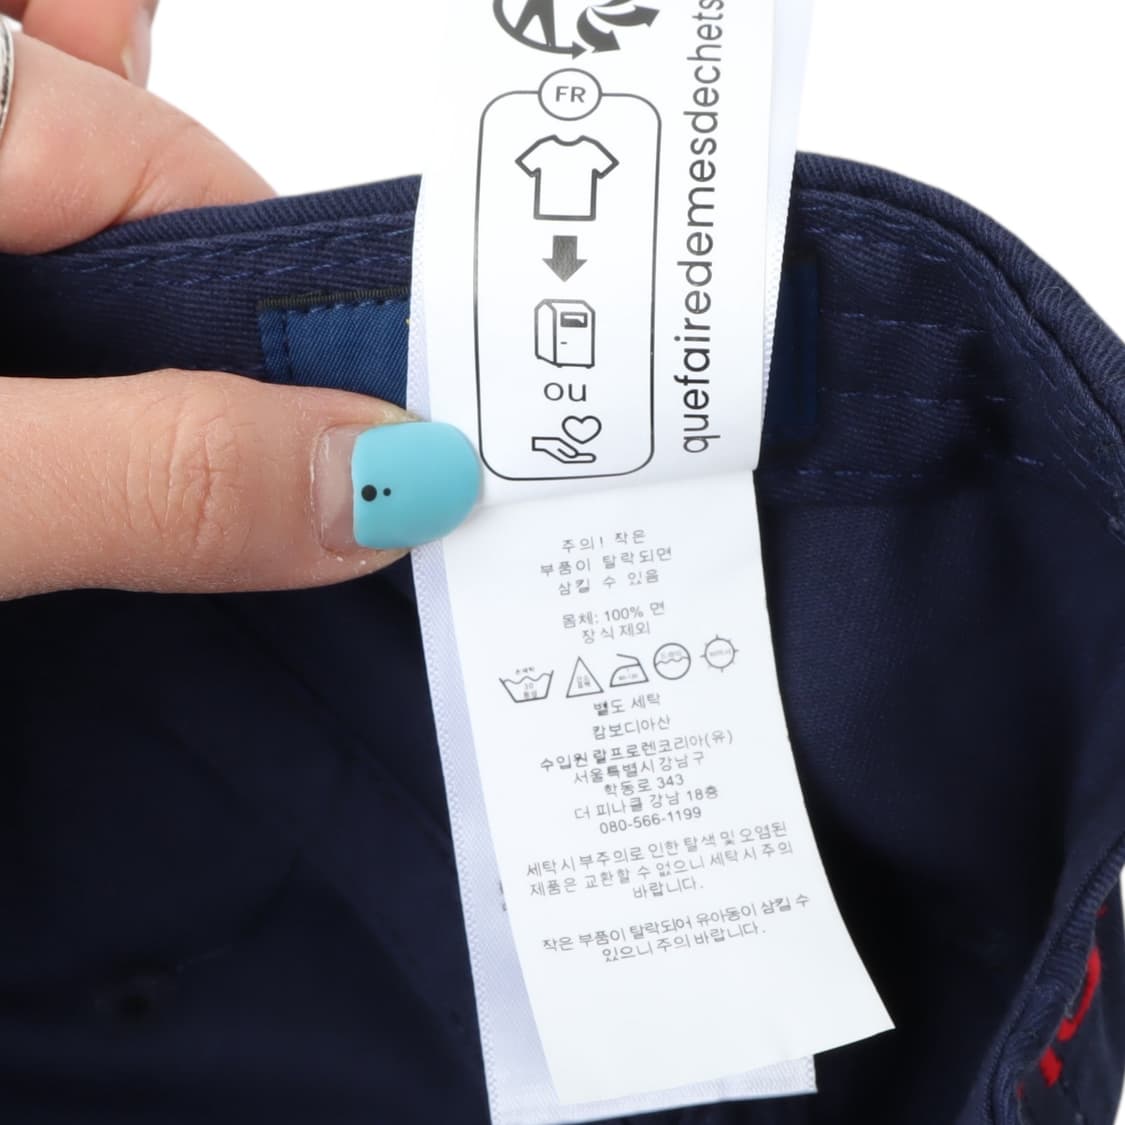 FR
ou
quefairedemesdechets
주의! 작은
부품이 탈락되면
삼킬 수 있음
몸체: 100% 면
장식제외
30
별도 세탁
캄보디아산
수입원 랄프로렌코리아(유)
서울특별시 강남구
학동로 343
더 피나클 강남 18층
080-566-1199
세탁시 부주의로 인한 탈색 및 오염된
제품은 교환할 수 없으니 세탁시 주의
바랍니다.
작은 부품이 탈락되어 유아동이 삼킬 수
있으니 주의 바랍니다.